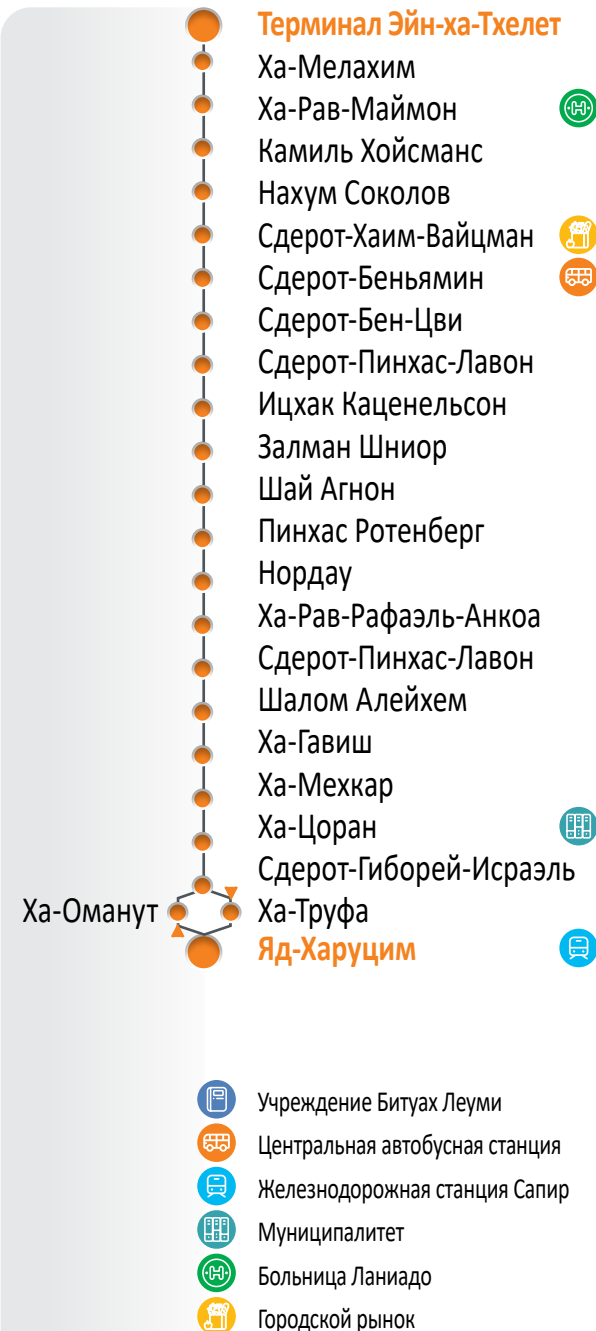 Терминал Эйн-ха-Тхелет
Ха-Мелахим
Ха-Рав-Маймон
Камиль Хойсманс
Нахум Соколов
Сдерот-Хаим-Вайцман
Сдерот-Беньямин
Сдерот-Бен-Цви
Сдерот-Пинхас-Лавон
Ицхак Каценельсон
Залман Шниор
Шай Агнон
Пинхас Ротенберг
Нордау
Ха-Рав-Рафаэль-Анкоа
Сдерот-Пинхас-Лавон
Шалом Алейхем
Ха-Гавиш
Ха-Мехкар
Ха-Цоран
Сдерот-Гиборей-Исраэль
Ха-Оманут Ха-Труфа
Яд-Харуцим
Учреждение Битуах Леуми
Центральная автобусная станция
Железнодорожная станция Сапир
Муниципалитет
Больница Ланиадо
Городской рынок